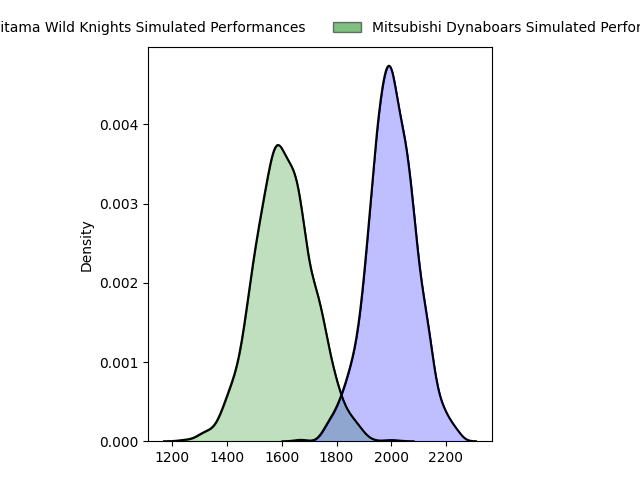 itama Wild Knights Simulated Performances
Mitsubishi Dynaboars Simulated Perfor
Density
0.004
0.003
0.002
0.001
0.000
1200 1400 1600 1800 2000 2200